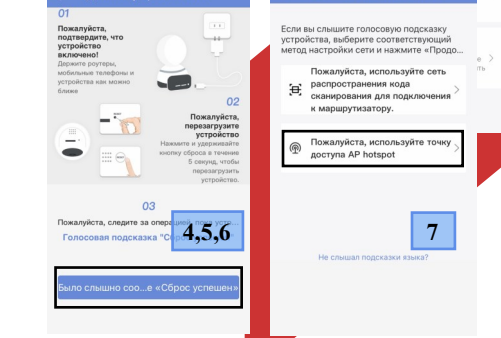 01
Пожалуйста,
подтвердите, что
устройство
включено!
Держите роутеры,
мобильные телефоны и
устройства как можно
ближе
02
Пожалуйста,
перезагрузите
устройство
Нажмите и удерживайте
кнопку сброса в течение
5 секунд, чтобы
перезагрузить
устройство.
03
Пожалуйста, следите за операцией, пока устр...
Голосовая подсказка "С
4,5,6
Было слышно соо...е «Сброс успешен»
Если вы слышите голосовую подсказку
устройства, выберите соответствующий
метод настройки сети и нажмите «Продо...
Пожалуйста, используйте сеть
распространения кода
сканирования для подключения
к маршрутизатору.
Пожалуйста, используйте точку
доступа AP hotspot
7
Не слышал подсказки языка?